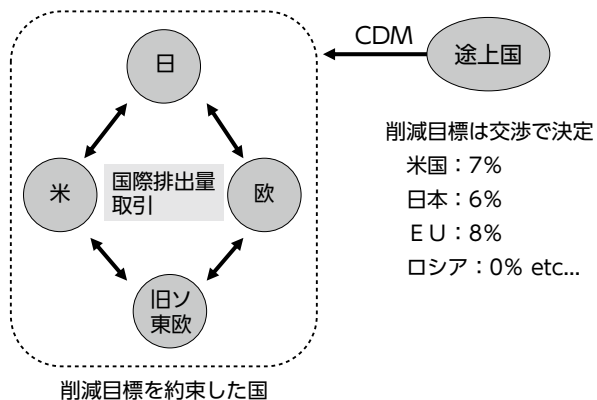 日
CDM
途上国
米
国際排出量
取引
欧
旧ソ
東欧
削減目標は交渉で決定
米国：7%
日本：6%
ＥＵ：8%
ロシア：0% etc...
削減目標を約束した国